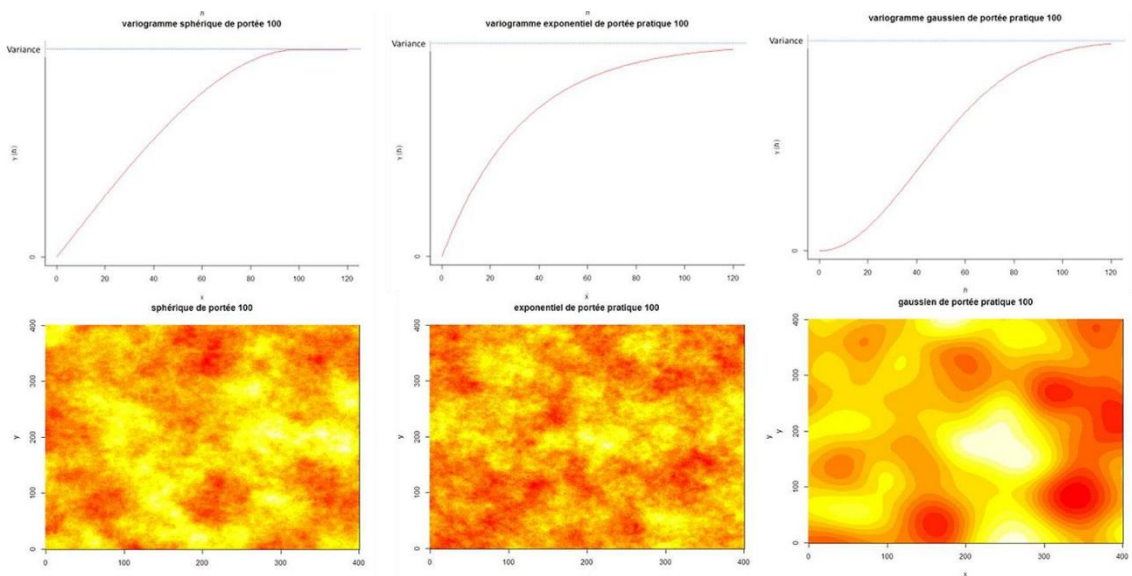 n
variogramme sphérique de portée 100
Variance
γ (h)
0
0 20 40 60 80 100 120
x
n
variogramme exponentiel de portée pratique 100
Variance
γ (h)
0
0 20 40 60 80 100 120
x
variogramme gaussien de portée pratique 100
Variance
γ (h)
0
0 20 40 60 80 100 120
n
sphérique de portée 100
y
400
300
200
100
0
0 100 200 300 400
exponentiel de portée pratique 100
y
400
300
200
100
0
0 100 200 300 400
gaussien de portée pratique 100
y
y
400
300
200
100
0
0 100 200 300 400
x